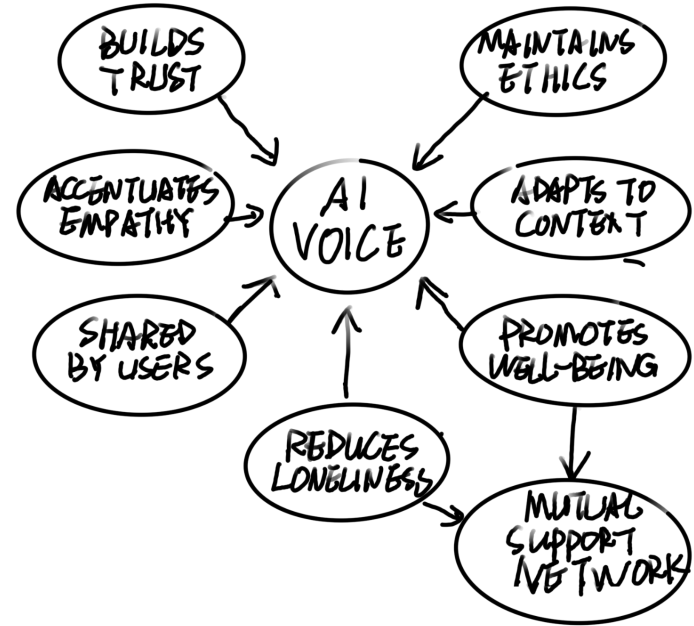 BUILDS
TRUST
MAINTAINS
ETHICS
ACCENTUATES
EMPATHY
AI
VOICE
ADAPTS TO
CONTEXT
SHARED
BY USERS
PROMOTES
WELL-BEING
REDUCES
LONELINESS
MUTUAL
SUPPORT
NETWORK